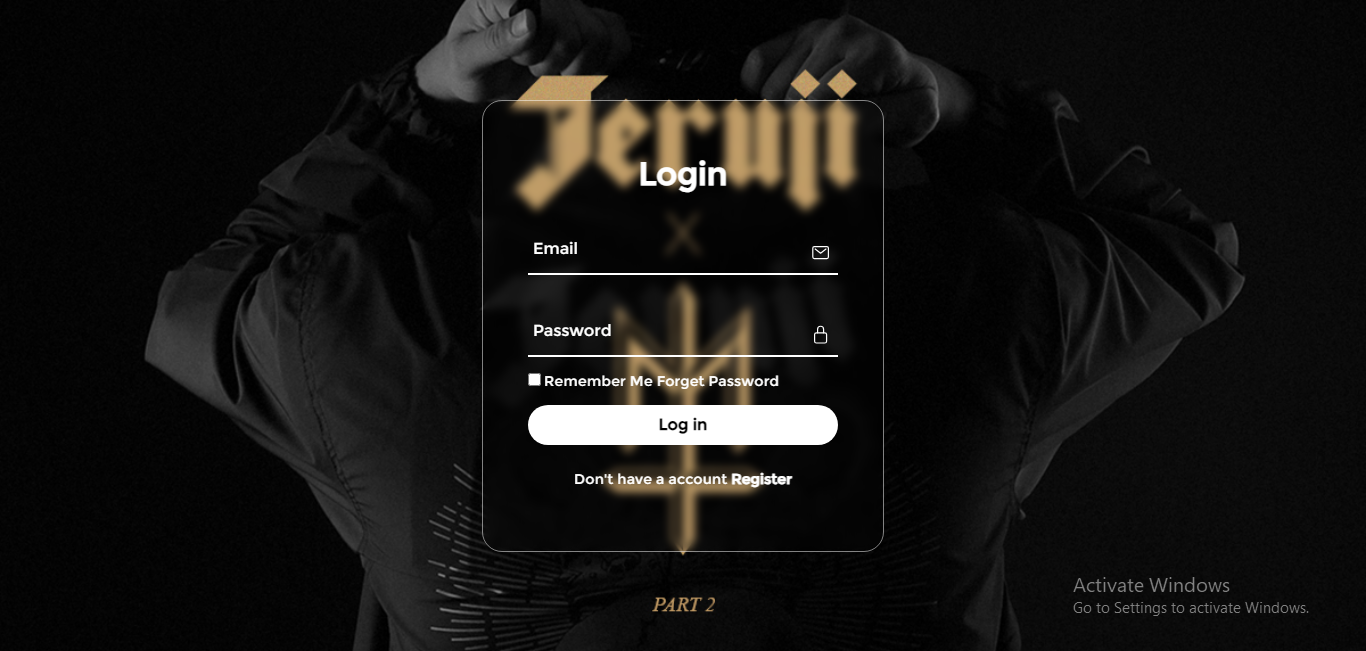 Jeruji
Login
X
Email
Password
Remember Me Forget Password
Log in
Don't have a account Register
PART 2
Activate Windows
Go to Settings to activate Windows.